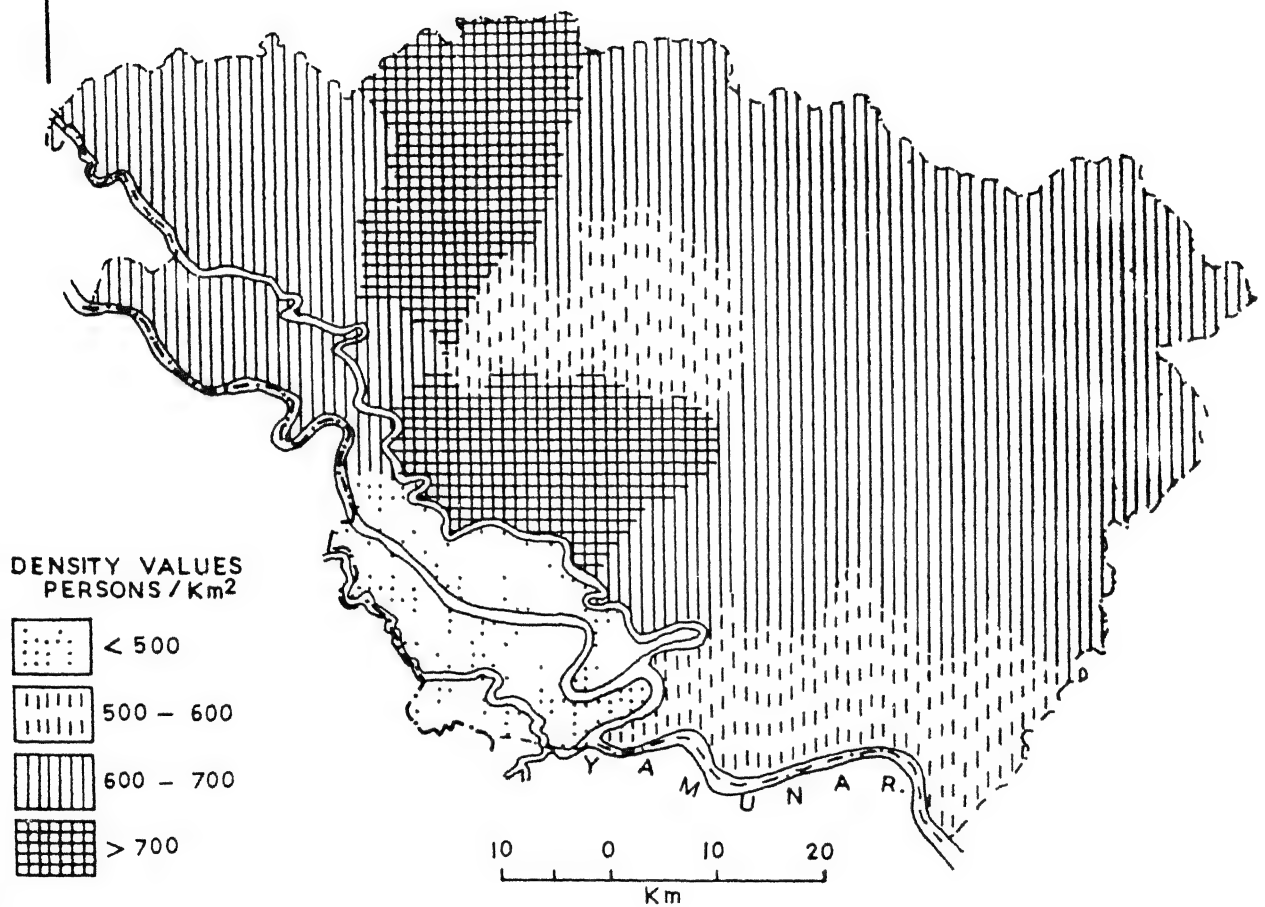 DENSITY VALUES
PERSONS / Km²
< 500
500 – 600
600 – 700
> 700
Y A M U N A R.
10 0 10 20
Km